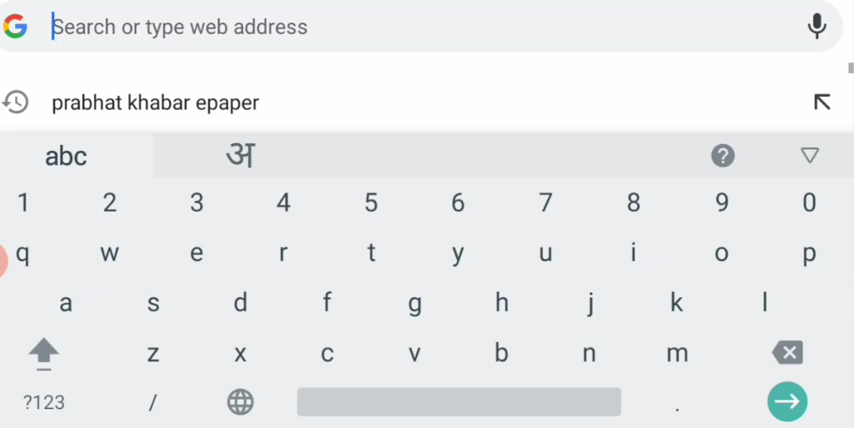 Search or type web address
prabhat khabar epaper
abc अ ?
1 2 3 4 5 6 7 8 9 0
q w e r t y u i o p
a s d f g h j k l
z x c v b n m
?123 / .